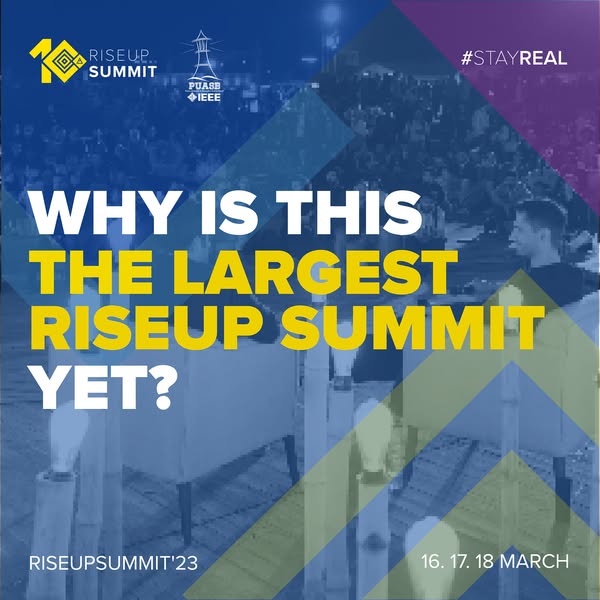 10 RISEUP
SUMMIT
PUASB
IEEE
#STAYREAL
WHY IS THIS
THE LARGEST
RISEUP SUMMIT
YET?
RISEUPSUMMIT'23
16. 17. 18 MARCH